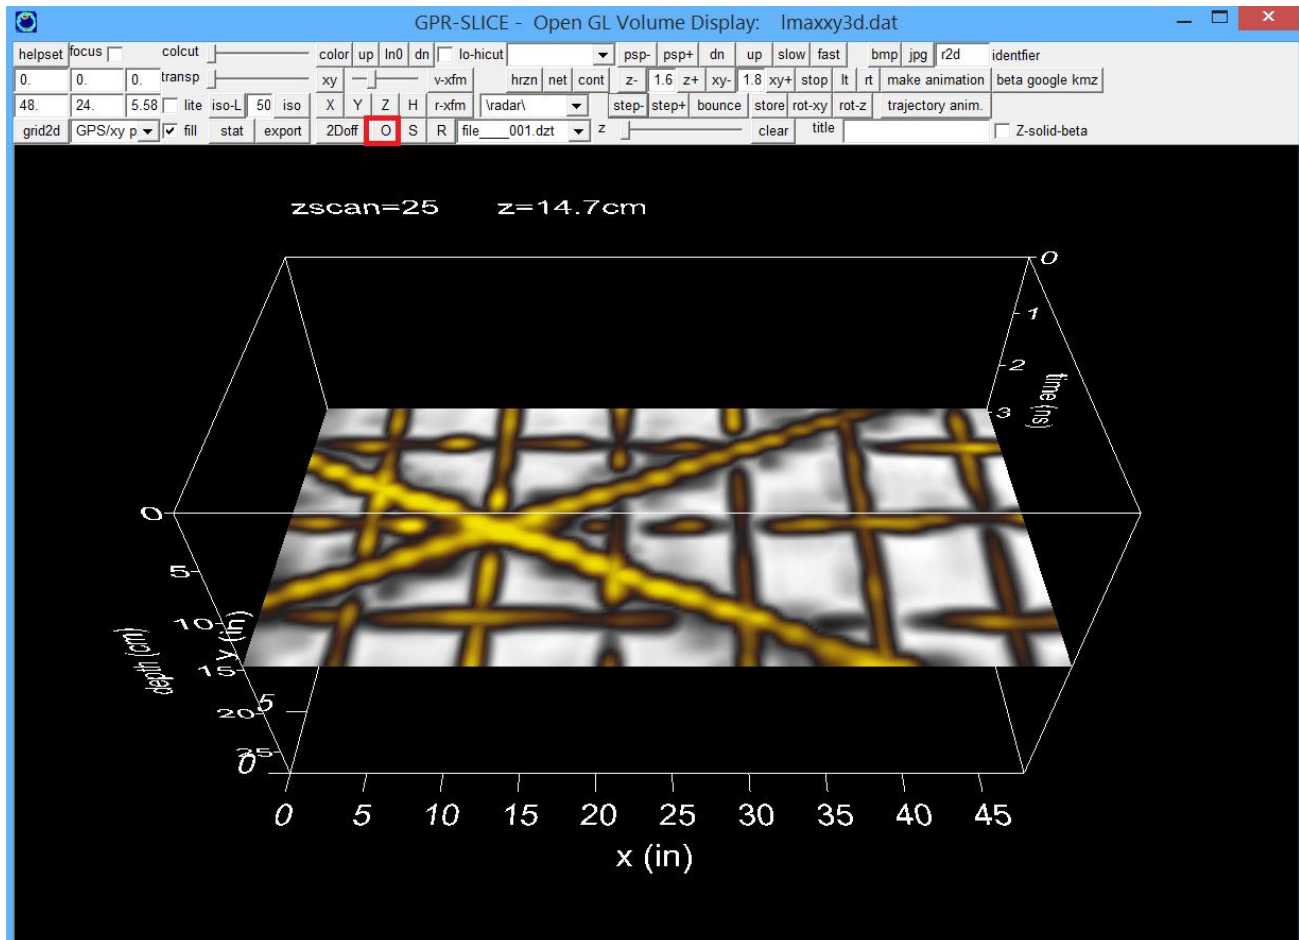 GPR-SLICE - Open GL Volume Display: lmaxxy3d.dat
helpset focus colcut color up ln0 dn lo-hicut psp- psp+ dn up slow fast bmp jpg r2d identfier
0. 0. 0. transp xy v-xfm hrzn net cont z- 1.6 z+ xy- 1.8 xy+ stop lt rt make animation beta google kmz
48. 24. 5.58 lite iso-L 50 iso X Y Z H r-xfm \radar\ step- step+ bounce store rot-xy rot-z trajectory anim.
grid2d GPS/xy p fill stat export 2Doff O S R file____001.dzt z clear title Z-solid-beta
zscan=25 z=14.7cm
0
1
2
3
time (ns)
0
5
10
15
20
25
depth (cm)
y (in)
5
0
0 5 10 15 20 25 30 35 40 45
x (in)